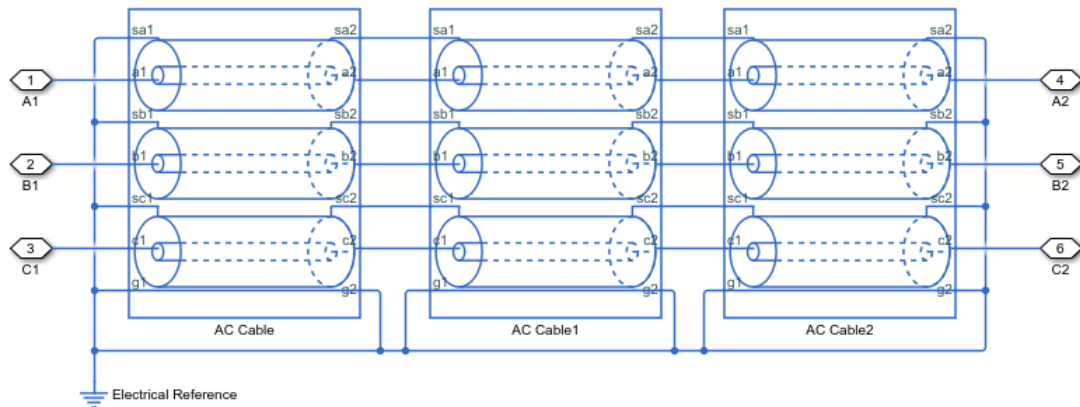 sa1 sa2 sa1 sa2 sa1 sa2
1 a1 a2 a1 a2 a1 a2 4
A1 A2
sb1 sb2 sb1 sb2 sb1 sb2
2 b1 b2 b1 b2 b1 b2 5
B1 B2
sc1 sc2 sc1 sc2 sc1 sc2
3 c1 c2 c1 c2 c1 c2 6
C1 C2
g1 g2 g1 g2 g1 g2
AC Cable AC Cable1 AC Cable2
Electrical Reference